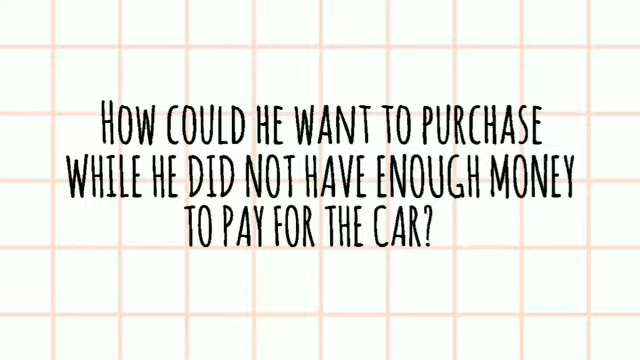 How could he want to purchase
while he did not have enough money
to pay for the car?